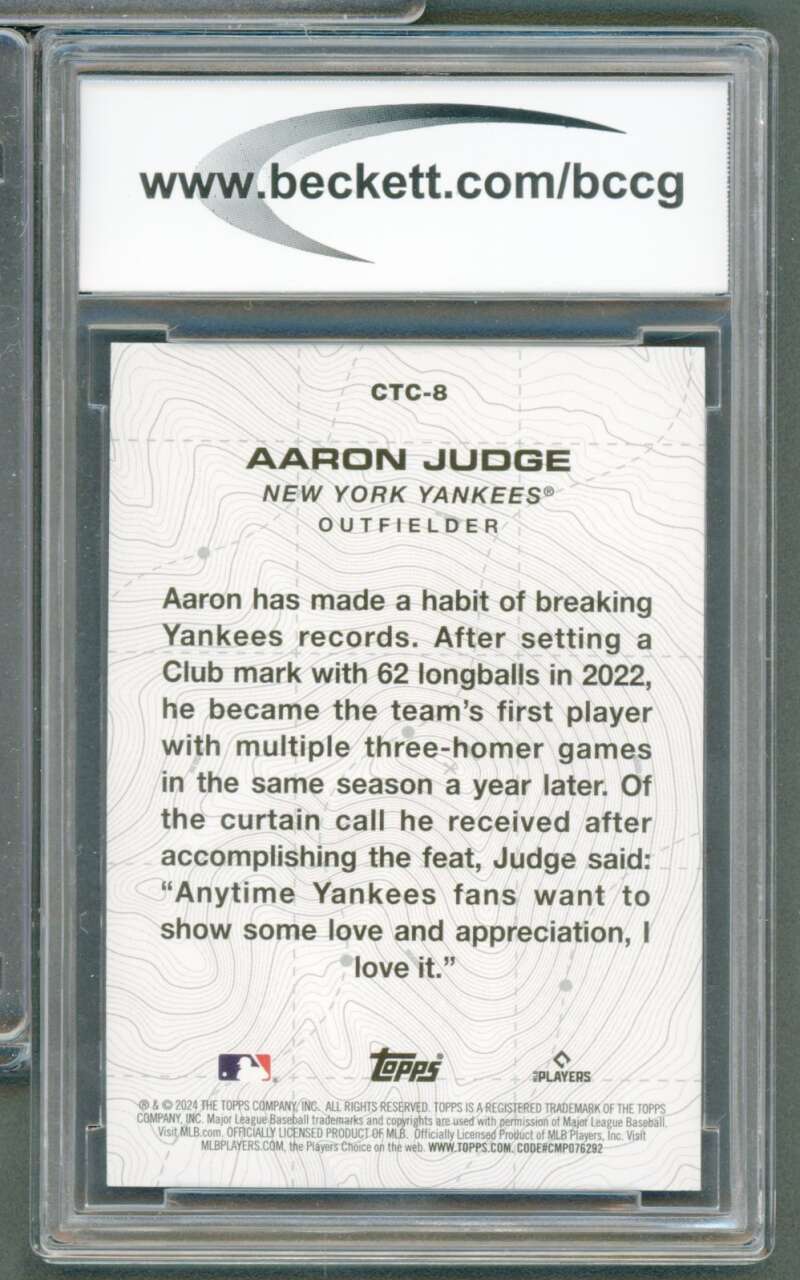 www.beckett.com/bccg
CTC-8
AARON JUDGE
NEW YORK YANKEES®
OUTFIELDER
Aaron has made a habit of breaking
Yankees records. After setting a
Club mark with 62 longballs in 2022,
he became the team's first player
with multiple three-homer games
in the same season a year later. Of
the curtain call he received after
accomplishing the feat, Judge said:
“Anytime Yankees fans want to
show some love and appreciation, I
love it.”
topps®
MLB PLAYERS
® & © 2024 THE TOPPS COMPANY, INC. ALL RIGHTS RESERVED. TOPPS IS A REGISTERED TRADEMARK OF THE TOPPS
COMPANY, INC. Major League Baseball trademarks and copyrights are used with permission of Major League Baseball.
Visit MLB.com. OFFICIALLY LICENSED PRODUCT OF MLB. Officially Licensed Product of MLB Players, Inc. Visit
MLBPLAYERS.COM, the Players Choice on the web. WWW.TOPPS.COM. CODE#CMP076292